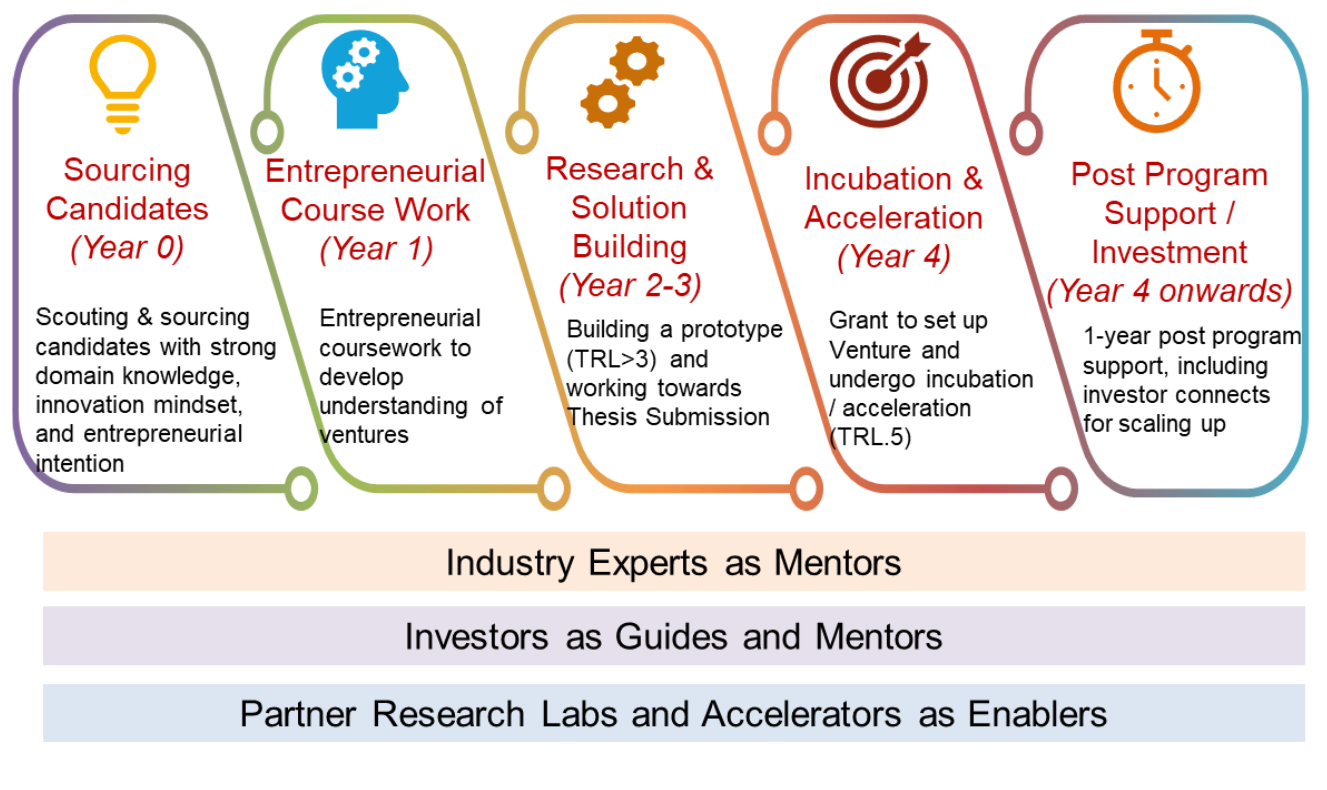 Sourcing
Candidates
(Year 0)
Scouting & sourcing
candidates with strong
domain knowledge,
innovation mindset,
and entrepreneurial
intention
Entrepreneurial
Course Work
(Year 1)
Entrepreneurial
coursework to
develop
understanding of
ventures
Research &
Solution
Building
(Year 2-3)
Building a prototype
(TRL>3) and
working towards
Thesis Submission
Incubation &
Acceleration
(Year 4)
Grant to set up
Venture and
undergo incubation
/ acceleration
(TRL.5)
Post Program
Support /
Investment
(Year 4 onwards)
1-year post program
support, including
investor connects
for scaling up
Industry Experts as Mentors
Investors as Guides and Mentors
Partner Research Labs and Accelerators as Enablers